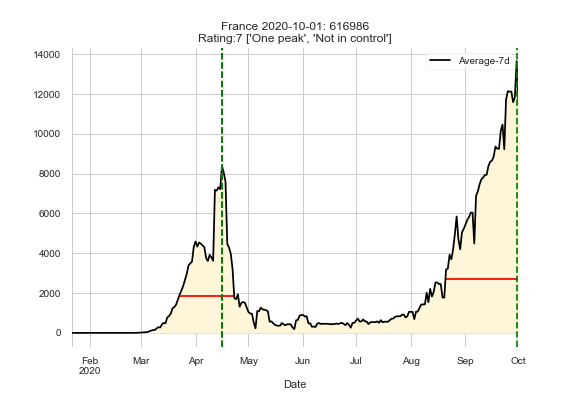 France 2020-10-01: 616986
Rating:7 ['One peak', 'Not in control']
Average-7d
14000
12000
10000
8000
6000
4000
2000
0
Feb Mar Apr May Jun Jul Aug Sep Oct
2020
Date